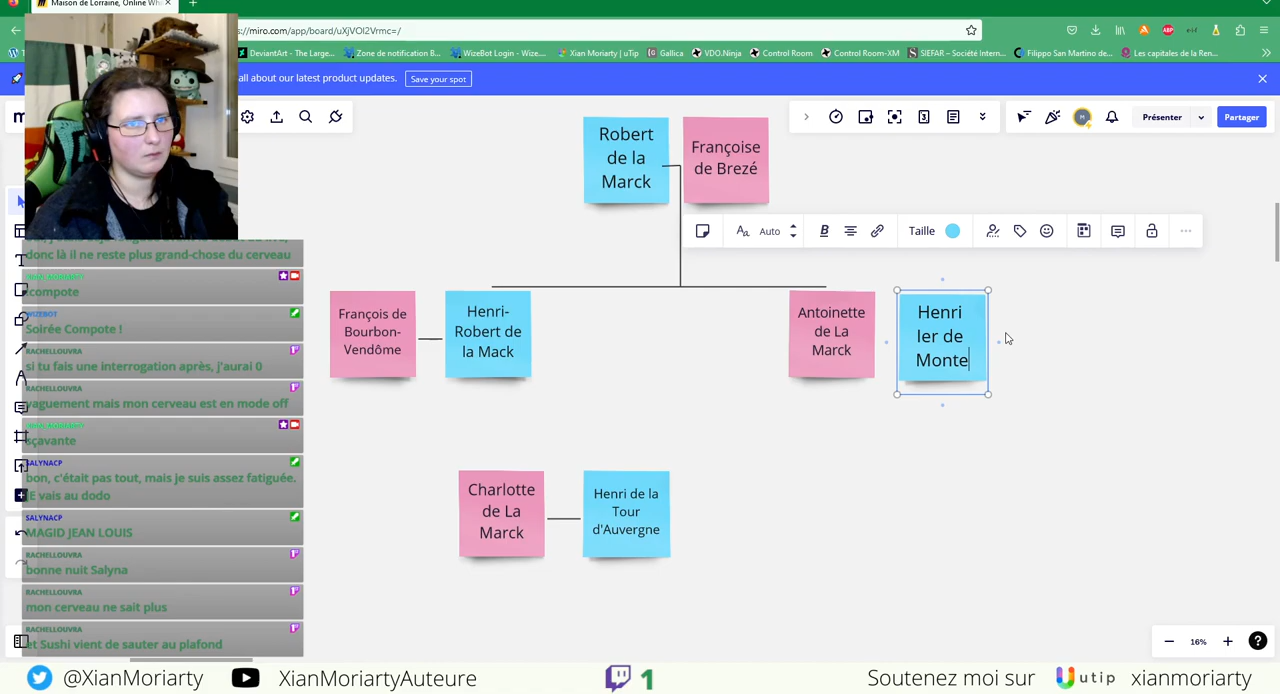 Maison de Lorraine, Online Wh
s://miro.com/app/board/uXjVOl2Vrmc=/
DeviantArt - The Large...
Zone de notification B...
WizeBot Login - Wize....
Xian Moriarty | uTip
Gallica
VDO.Ninja
Control Room
Control Room-XM
SIEFAR — Société Intern...
Filippo San Martino de...
Les capitales de la Ren...
all about our latest product updates.
Save your spot
Présenter
Partager
Robert
de la
Marck
Françoise
de Brezé
Auto
Taille
François de
Bourbon-
Vendôme
Henri-
Robert de
la Mack
Antoinette
de La
Marck
Henri
Ier de
Monte
Charlotte
de La
Marck
Henri de la
Tour
d'Auvergne
donc là il ne reste plus grand-chose du cerveau
XIAN_MORIARTY
compote
WUTBOT
Soirée Compote !
RACHELLOUVRA
si tu fais une interrogation après, j'aurai 0
RACHELLOUVRA
vaguement mais mon cerveau est en mode off
XIAN_MORIARTY
sçavante
SALYNACP
bon, c'était pas tout, mais je suis assez fatiguée.
JE vais au dodo
SALYNACP
MAGID JEAN LOUIS
RACHELLOUVRA
bonne nuit Salyna
RACHELLOUVRA
mon cerveau ne sait plus
RACHELLOUVRA
et Sushi vient de sauter au plafond
16%
@XianMoriarty
XianMoriartyAuteure
1
Soutenez moi sur
utip
xianmoriarty